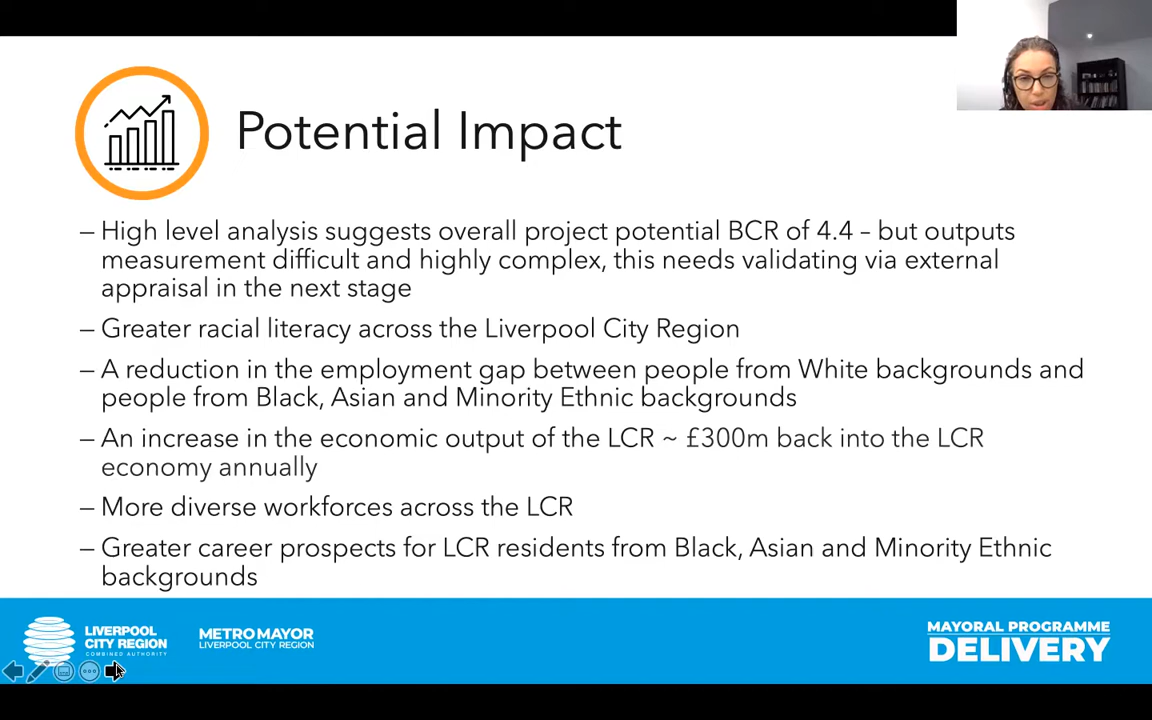 Potential Impact
– High level analysis suggests overall project potential BCR of 4.4 – but outputs
measurement difficult and highly complex, this needs validating via external
appraisal in the next stage
– Greater racial literacy across the Liverpool City Region
– A reduction in the employment gap between people from White backgrounds and
people from Black, Asian and Minority Ethnic backgrounds
– An increase in the economic output of the LCR ~ £300m back into the LCR
economy annually
– More diverse workforces across the LCR
– Greater career prospects for LCR residents from Black, Asian and Minority Ethnic
backgrounds
LIVERPOOL
CITY REGION
COMBINED AUTHORITY
METRO MAYOR
LIVERPOOL CITY REGION
MAYORAL PROGRAMME
DELIVERY